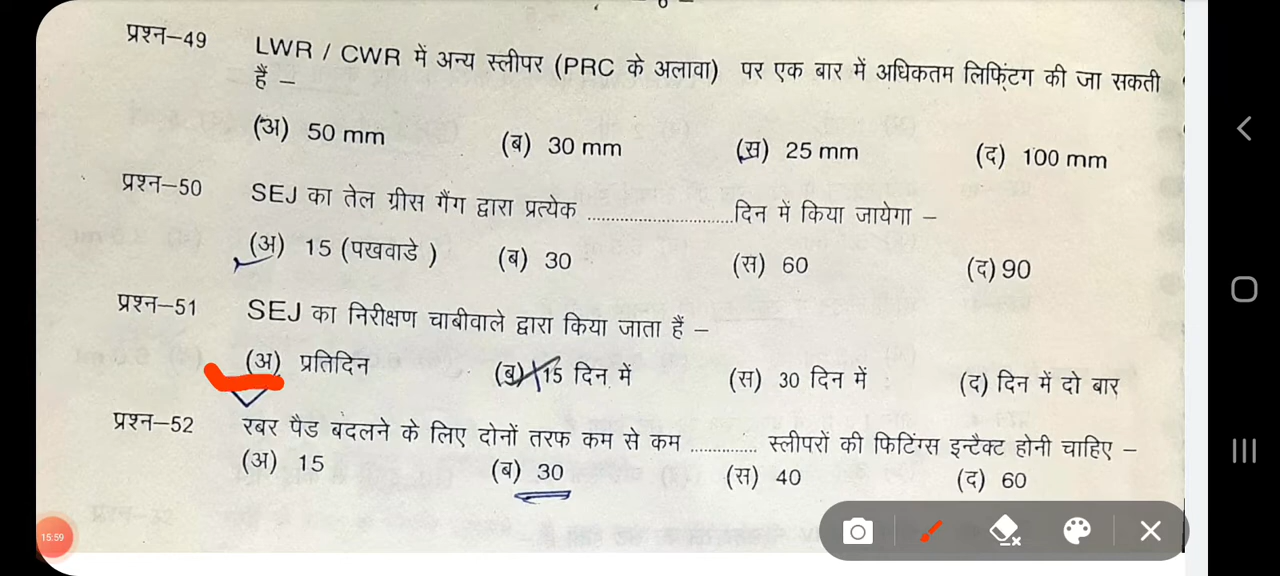 प्रश्न–49 LWR / CWR में अन्य स्लीपर (PRC के अलावा) पर एक बार में अधिकतम लिफ्टिंग की जा सकती
हैं –
(अ) 50 mm (ब) 30 mm (स) 25 mm (द) 100 mm
प्रश्न–50 SEJ का तेल ग्रीस गैंग द्वारा प्रत्येक ..............................दिन में किया जायेगा –
(अ) 15 (पखवाडे ) (ब) 30 (स) 60 (द) 90
प्रश्न–51 SEJ का निरीक्षण चाबीवाले द्वारा किया जाता हैं –
(अ) प्रतिदिन (ब) 15 दिन में (स) 30 दिन में (द) दिन में दो बार
प्रश्न–52 रबर पैड बदलने के लिए दोनों तरफ कम से कम .............. स्लीपरों की फिटिंग्स इन्टैक्ट होनी चाहिए –
(अ) 15 (ब) 30 (स) 40 (द) 60
15:59